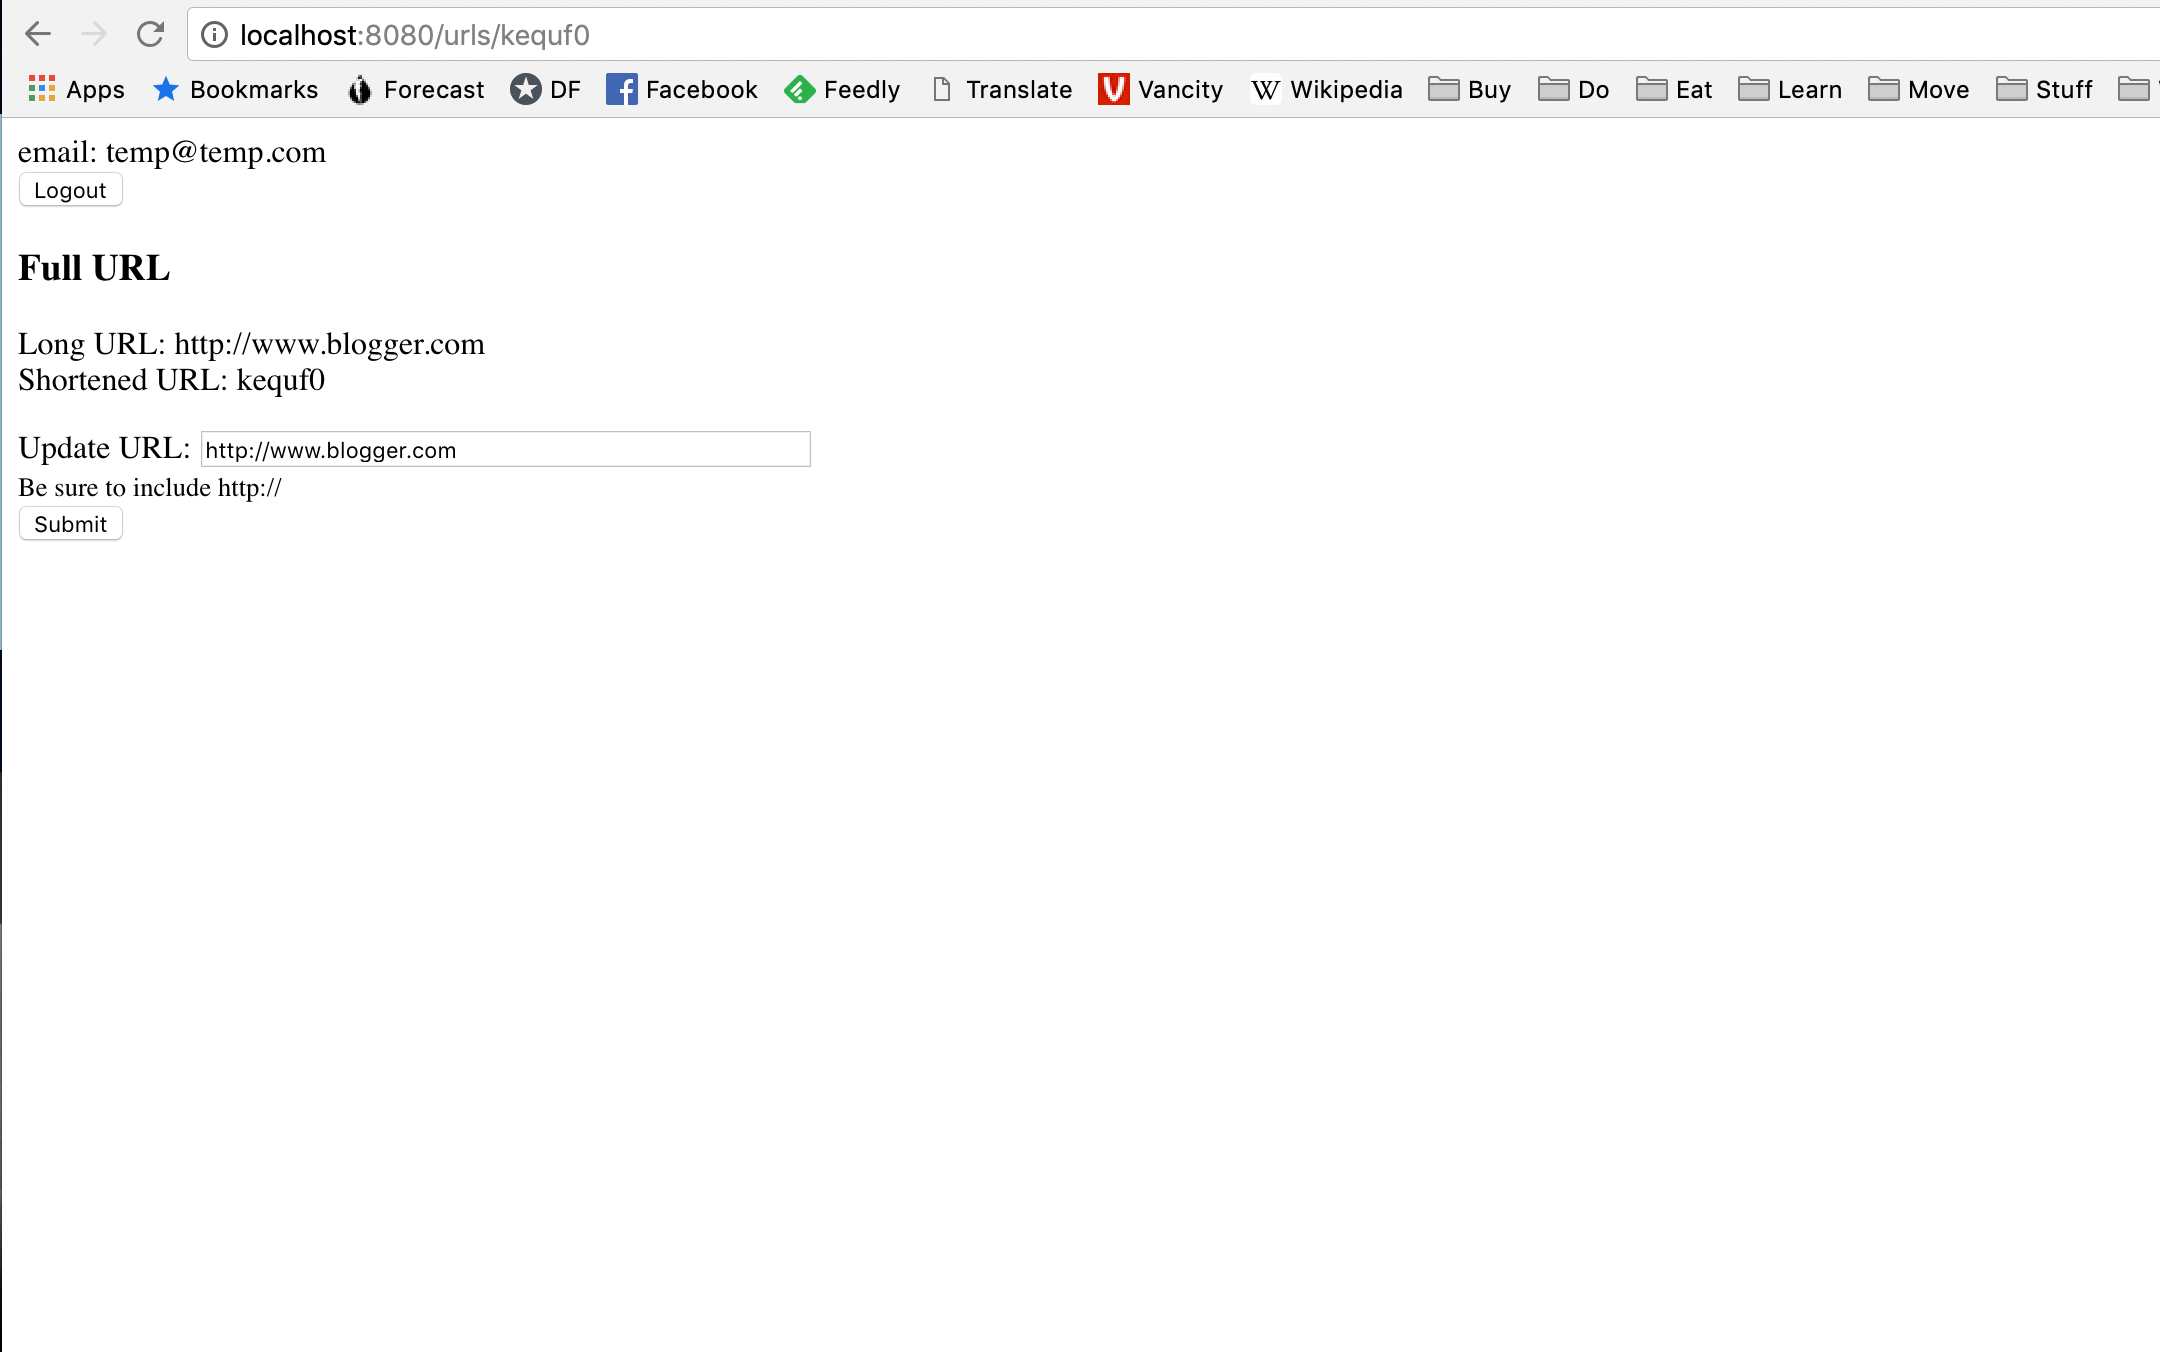 localhost:8080/urls/kequf0
Apps Bookmarks Forecast DF Facebook Feedly Translate Vancity Wikipedia Buy Do Eat Learn Move Stuff
email: temp@temp.com
Logout
Full URL
Long URL: http://www.blogger.com
Shortened URL: kequf0
Update URL: http://www.blogger.com
Be sure to include http://
Submit